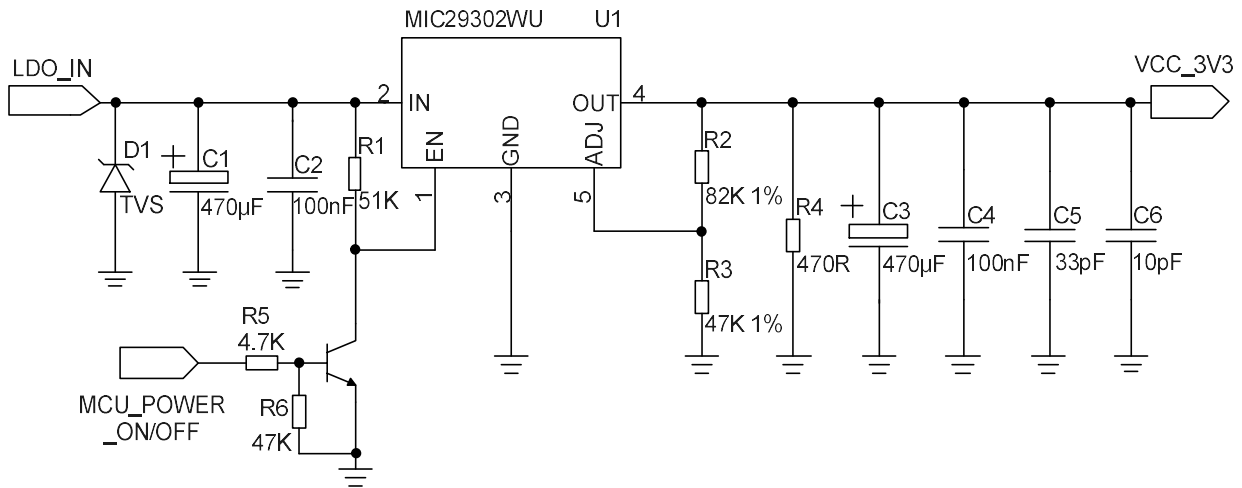 MIC29302WU U1
LDO_IN
VCC_3V3
2 IN
OUT 4
EN
GND
ADJ
1
3
5
D1
TVS
+ C1
470µF
C2
100nF
R1
51K
R2
82K 1%
R3
47K 1%
R4
470R
+ C3
470µF
C4
100nF
C5
33pF
C6
10pF
R5
4.7K
MCU_POWER
_ON/OFF
R6
47K